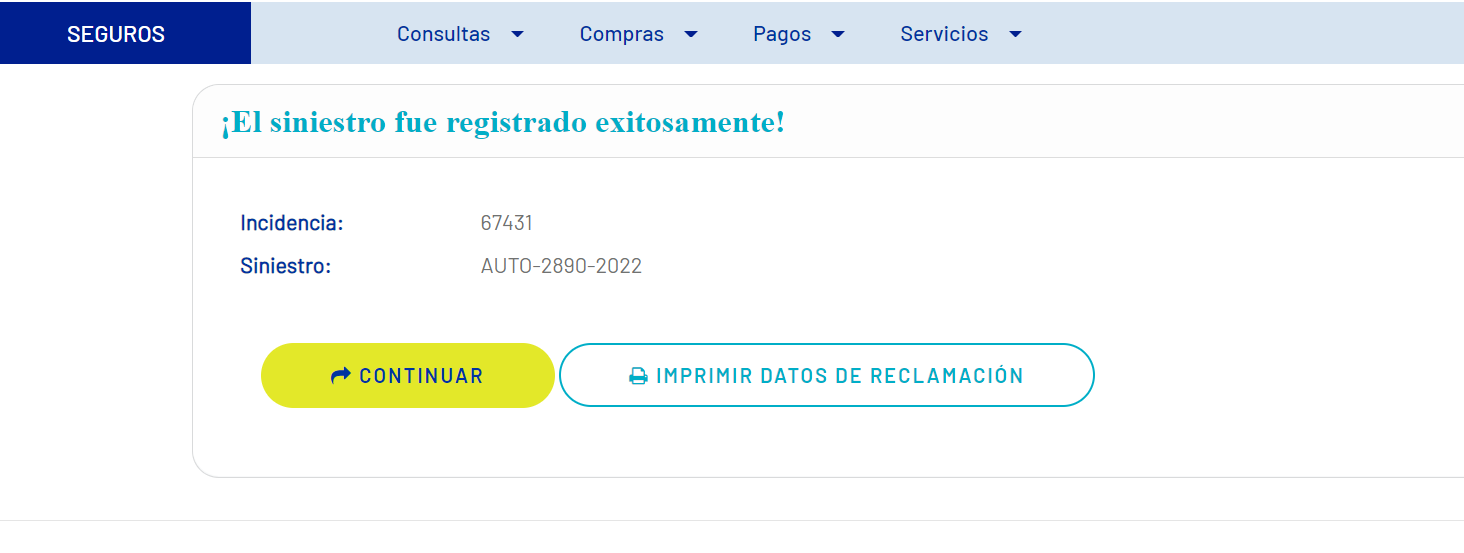 SEGUROS Consultas Compras Pagos Servicios
¡El siniestro fue registrado exitosamente!
Incidencia: 67431
Siniestro: AUTO-2890-2022
CONTINUAR IMPRIMIR DATOS DE RECLAMACIÓN